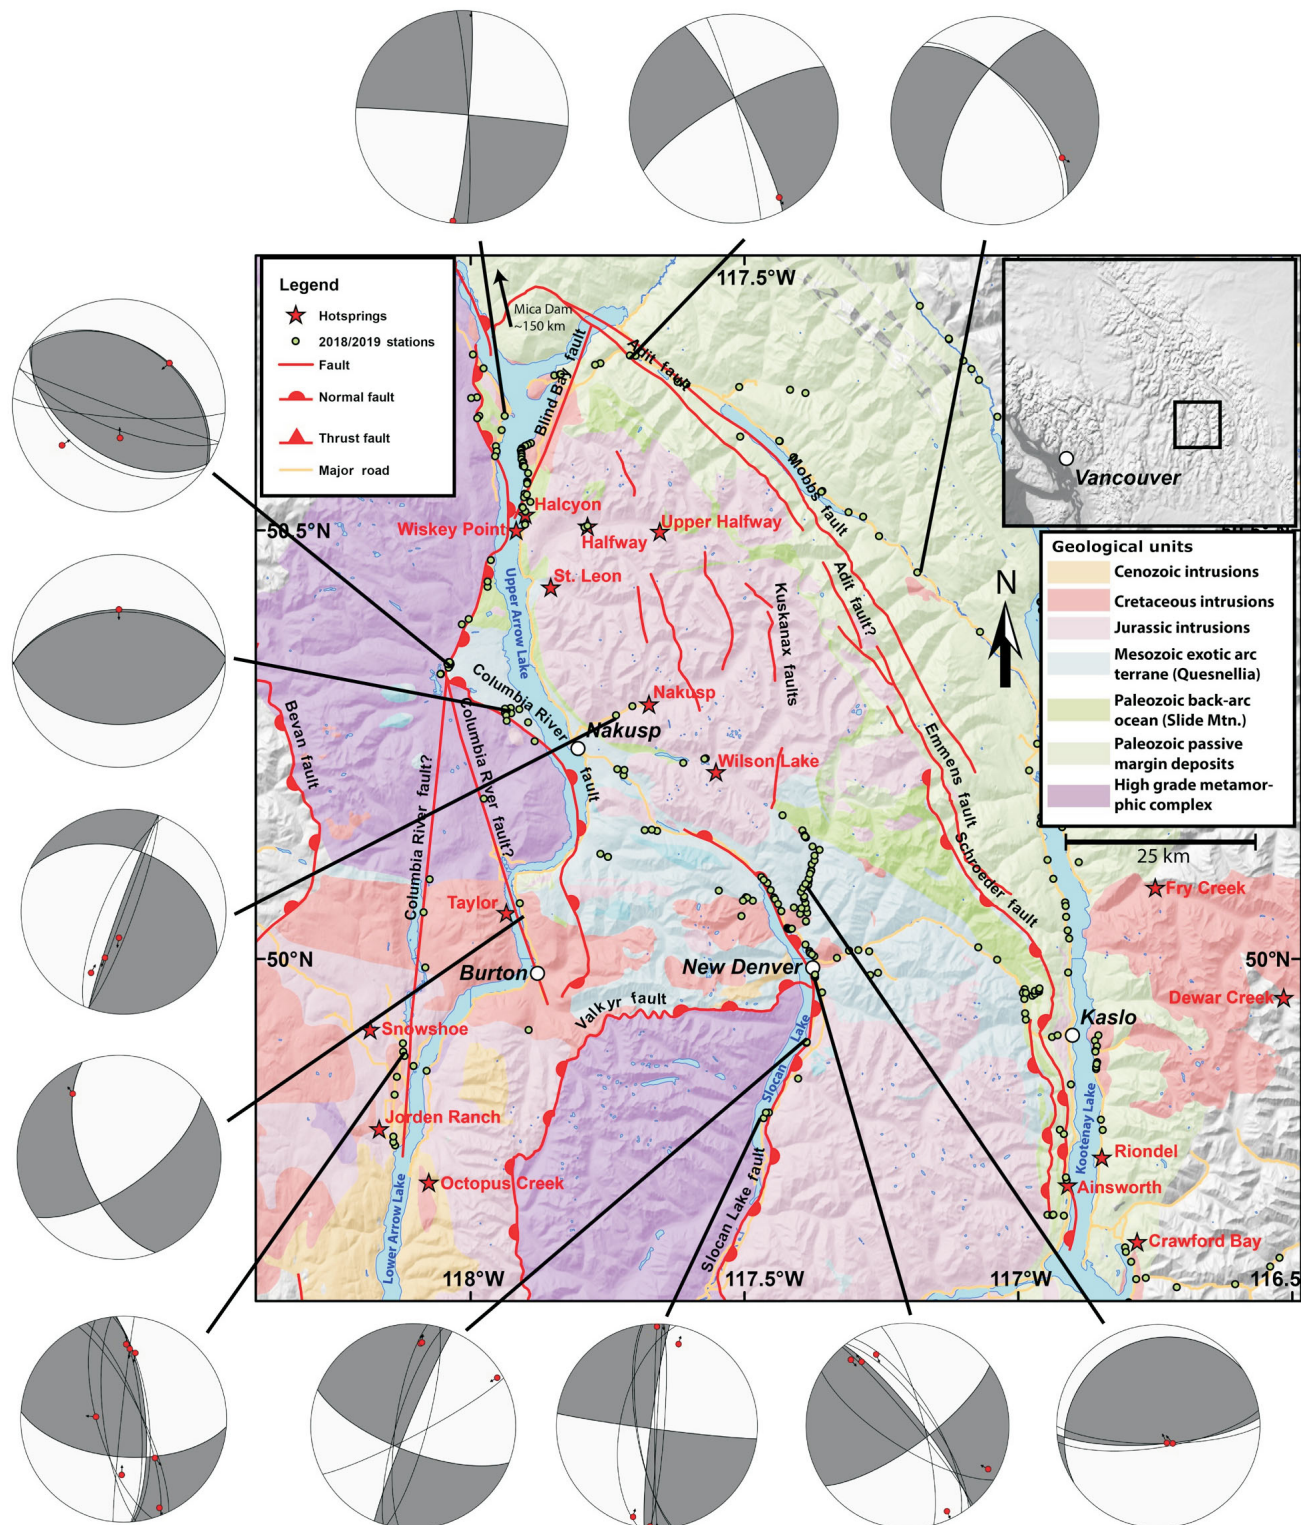 117.5°W
Legend
Hotsprings
2018/2019 stations
Fault
Normal fault
Thrust fault
Major road
Mica Dam
~150 km
Adit fault
Blind Bay fault
Mobbs fault
Vancouver
Halcyon
Wiskey Point
50.5°N
Halfway
Upper Halfway
St. Leon
Upper Arrow Lake
Adit fault?
Kuskanax faults
N
Geological units
Cenozoic intrusions
Cretaceous intrusions
Jurassic intrusions
Mesozoic exotic arc
terrane (Quesnellia)
Paleozoic back-arc
ocean (Slide Mtn.)
Paleozoic passive
margin deposits
High grade metamor-
phic complex
25 km
Bevan fault
Columbia River fault
Columbia River fault?
Columbia River fault?
Nakusp
Nakusp
Wilson Lake
Emmens fault
Schroeder fault
Fry Creek
Taylor
Burton
New Denver
50°N
Dewar Creek
Valkyr fault
Kaslo
Snowshoe
Slocan Lake
Jorden Ranch
Kootenay Lake
Riondel
Ainsworth
Octopus Creek
Slocan Lake fault
Lower Arrow Lake
Crawford Bay
118°W
117.5°W
117°W
116.5